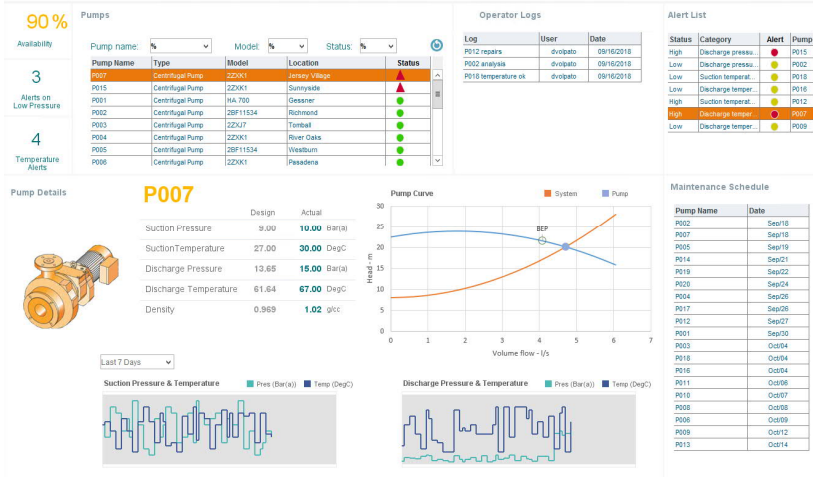 90%
Availability
3
Alerts on
Low Pressure
4
Temperature
Alerts
Pumps
Pump name: % Model: % Status: %
Pump Name Type Model Location Status
P007 Centrifugal Pump 2ZXK1 Jersey Village
P015 Centrifugal Pump 2ZXK1 Sunnyside
P001 Centrifugal Pump HA 700 Gessner
P002 Centrifugal Pump 2BF11534 Richmond
P003 Centrifugal Pump 2ZXJ7 Tomball
P004 Centrifugal Pump 2ZXK1 River Oaks
P005 Centrifugal Pump 2BF11534 Westburn
P006 Centrifugal Pump 2ZXK1 Pasadena
Operator Logs
Log User Date
P012 repairs dvolpato 09/16/2018
P002 analysis dvolpato 09/16/2018
P018 temperature ok dvolpato 09/16/2018
Alert List
Status Category Alert Pump
High Discharge pressu... P015
Low Discharge pressu... P002
Low Suction temperat... P018
Low Discharge temper... P016
High Suction temperat... P012
High Discharge temper... P007
Low Discharge temper... P009
Pump Details
P007
Design Actual
Suction Pressure 9.00 10.00 Bar(a)
SuctionTemperature 27.00 30.00 DegC
Discharge Pressure 13.65 15.00 Bar(a)
Discharge Temperature 61.64 67.00 DegC
Density 0.969 1.02 g/cc
Pump Curve
System Pump
30
25
20
15
10
5
0
Head - m
BEP
0 1 2 3 4 5 6 7
Volume flow - l/s
Last 7 Days
Suction Pressure & Temperature Pres (Bar(a)) Temp (DegC)
Discharge Pressure & Temperature Pres (Bar(a)) Temp (DegC)
Maintenance Schedule
Pump Name Date
P002 Sep/18
P007 Sep/18
P005 Sep/19
P014 Sep/21
P019 Sep/22
P020 Sep/24
P004 Sep/26
P017 Sep/26
P012 Sep/27
P001 Sep/30
P003 Oct/04
P018 Oct/04
P016 Oct/04
P011 Oct/06
P010 Oct/07
P008 Oct/08
P006 Oct/09
P009 Oct/12
P013 Oct/14